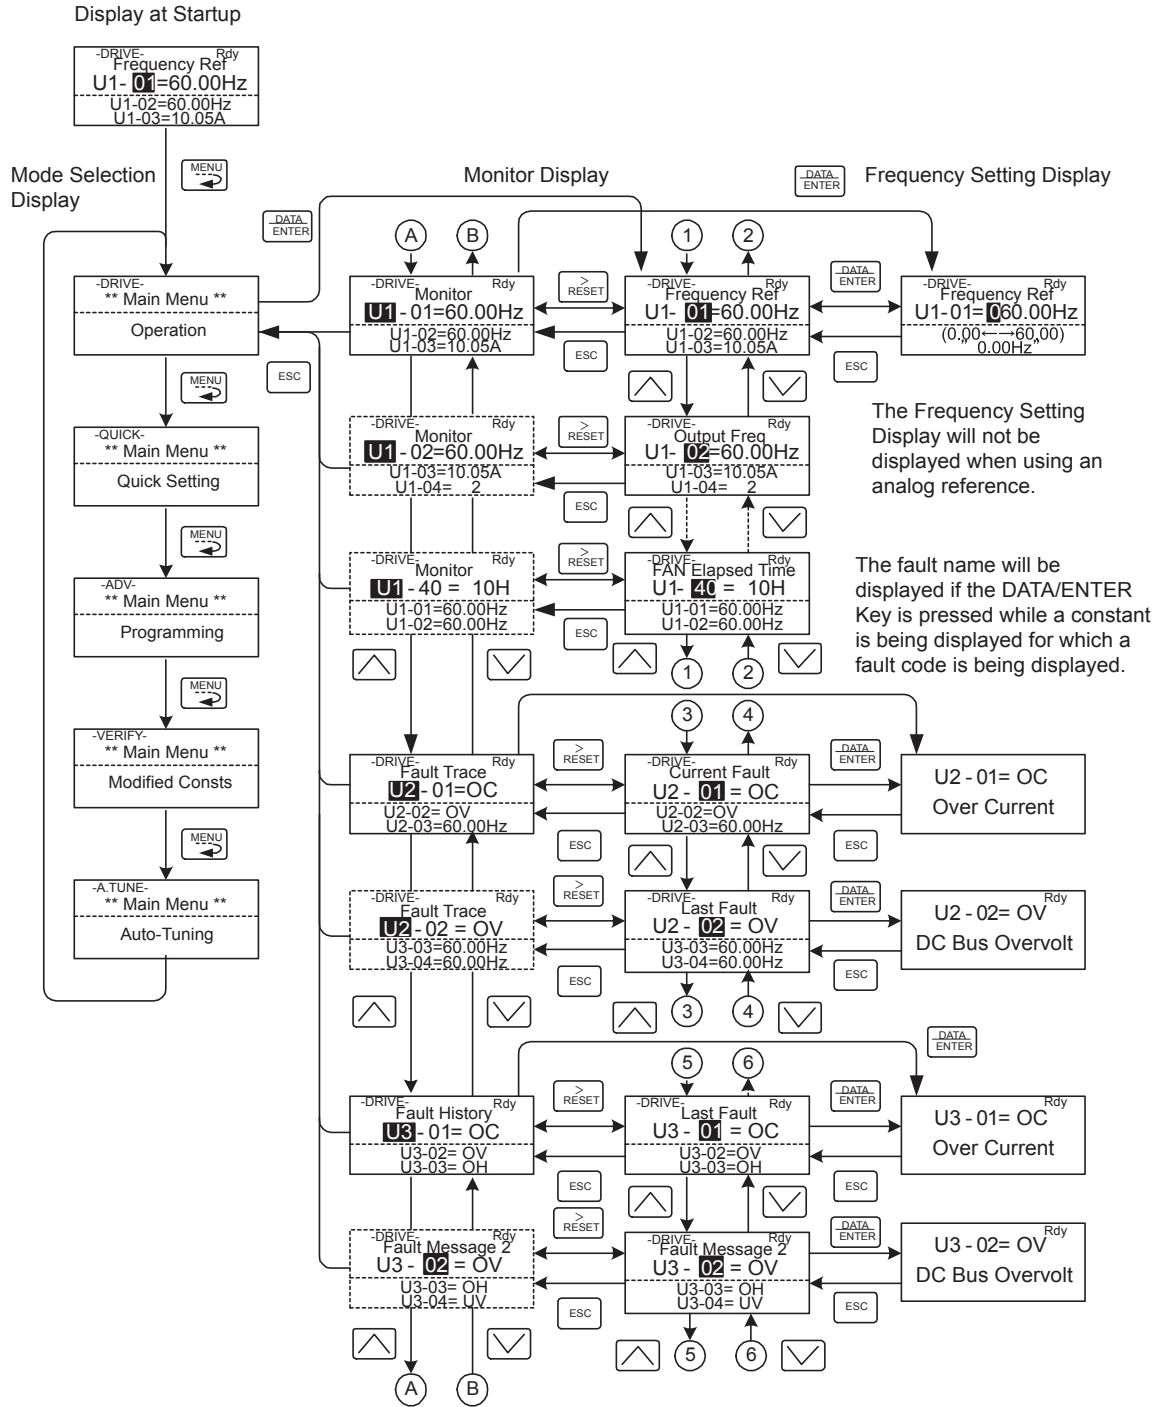 Display at Startup
-DRIVE- Rdy
Frequency Ref
U1- 01=60.00Hz
U1-02=60.00Hz
U1-03=10.05A
MENU
Mode Selection
Display
Monitor Display
DATA
ENTER
Frequency Setting Display
DATA
ENTER
A
B
1
2
-DRIVE-
** Main Menu **
Operation
-DRIVE- Rdy
Monitor
U1 - 01=60.00Hz
U1-02=60.00Hz
U1-03=10.05A
>
RESET
ESC
-DRIVE- Rdy
Frequency Ref
U1- 01=60.00Hz
U1-02=60.00Hz
U1-03=10.05A
DATA
ENTER
ESC
-DRIVE- Rdy
Frequency Ref
U1-01= 060.00Hz
(0.00←→60.00)
"0.00Hz"
ESC
MENU
-QUICK-
** Main Menu **
Quick Setting
-DRIVE- Rdy
Monitor
U1 - 02=60.00Hz
U1-03=10.05A
U1-04= 2
>
RESET
ESC
-DRIVE- Rdy
Output Freq
U1- 02=60.00Hz
U1-03=10.05A
U1-04= 2
The Frequency Setting
Display will not be
displayed when using an
analog reference.
MENU
-ADV-
** Main Menu **
Programming
-DRIVE- Rdy
Monitor
U1 - 40 = 10H
U1-01=60.00Hz
U1-02=60.00Hz
>
RESET
ESC
-DRIVE- Rdy
FAN Elapsed Time
U1- 40 = 10H
U1-01=60.00Hz
U1-02=60.00Hz
The fault name will be
displayed if the DATA/ENTER
Key is pressed while a constant
is being displayed for which a
fault code is being displayed.
1
2
MENU
3
4
-VERIFY-
** Main Menu **
Modified Consts
-DRIVE- Rdy
Fault Trace
U2 - 01=OC
U2-02= OV
U2-03=60.00Hz
>
RESET
ESC
-DRIVE- Rdy
Current Fault
U2 - 01 = OC
U2-02=OV
U2-03=60.00Hz
DATA
ENTER
ESC
U2 - 01= OC
Over Current
MENU
-A.TUNE-
** Main Menu **
Auto-Tuning
-DRIVE- Rdy
Fault Trace
U2 - 02 = OV
U3-03=60.00Hz
U3-04=60.00Hz
>
RESET
ESC
-DRIVE- Rdy
Last Fault
U2 - 02 = OV
U3-03=60.00Hz
U3-04=60.00Hz
DATA
ENTER
ESC
Rdy
U2 - 02= OV
DC Bus Overvolt
3
4
DATA
ENTER
5
6
-DRIVE- Rdy
Fault History
U3 - 01= OC
U3-02= OV
U3-03= OH
>
RESET
ESC
-DRIVE- Rdy
Last Fault
U3 - 01 = OC
U3-02=OV
U3-03=OH
DATA
ENTER
ESC
Rdy
U3 - 01= OC
Over Current
-DRIVE- Rdy
Fault Message 2
U3 - 02 = OV
U3-03= OH
U3-04= UV
>
RESET
ESC
-DRIVE- Rdy
Fault Message 2
U3 - 02 = OV
U3-03= OH
U3-04= UV
DATA
ENTER
ESC
Rdy
U3 - 02= OV
DC Bus Overvolt
5
6
A
B